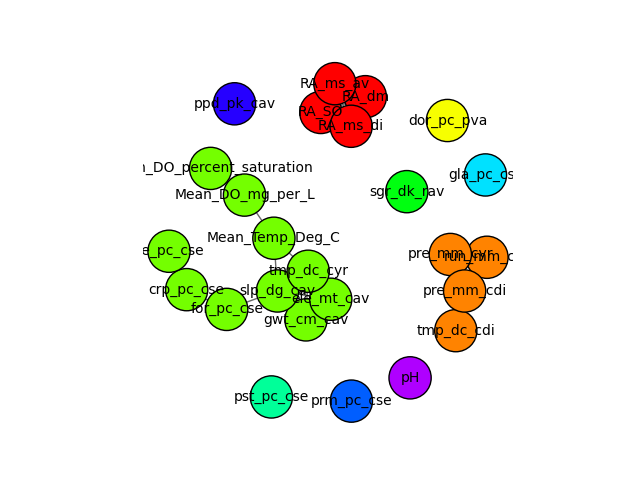 RA_ms_av
RA_dm
ppd_pk_cav
RA_SO
RA_ms_di
dor_pc_pva
n_DO_percent_saturation
gla_pc_cs
Mean_DO_mg_per_L
sgr_dk_rav
Mean_Temp_Deg_C
e_pc_cse
pre_mm_cyr
tmp_dc_cyr
crp_pc_cse
slp_dg_cav
pre_mm_cdi
ele_mt_cav
for_pc_cse
gwt_cm_cav
tmp_dc_cdi
pH
pst_pc_cse
prm_pc_cse